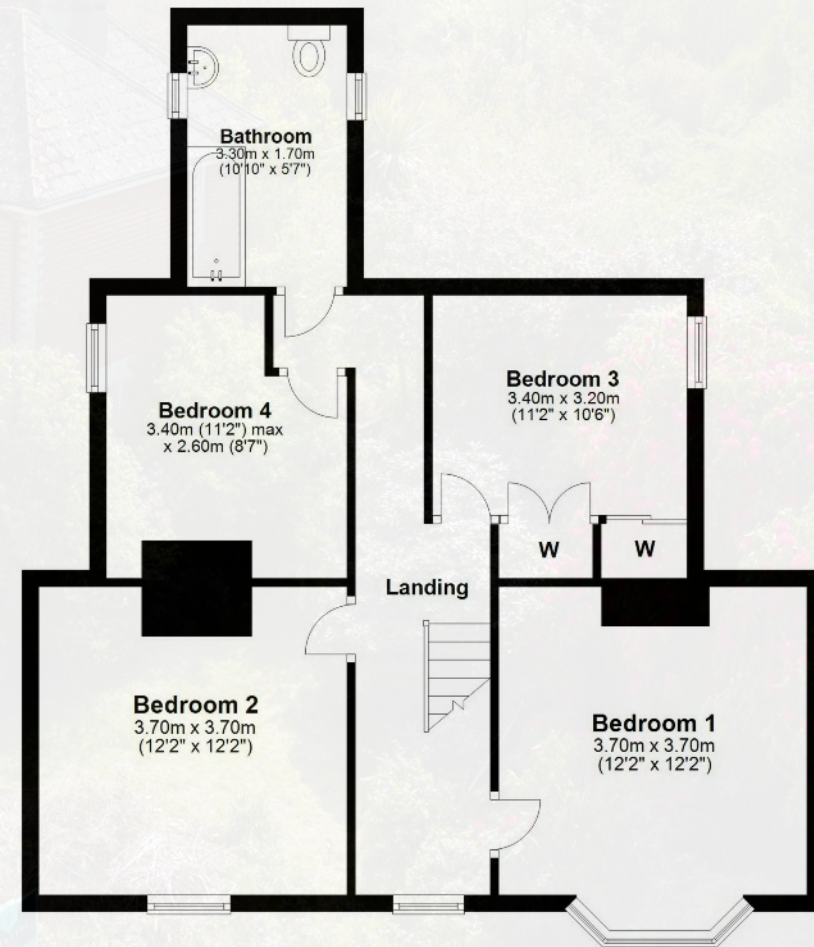 Bathroom
3.30m x 1.70m
(10'10" x 5'7")
Bedroom 3
3.40m x 3.20m
(11'2" x 10'6")
Bedroom 4
3.40m (11'2") max
x 2.60m (8'7")
W
W
Landing
Bedroom 2
3.70m x 3.70m
(12'2" x 12'2")
Bedroom 1
3.70m x 3.70m
(12'2" x 12'2")